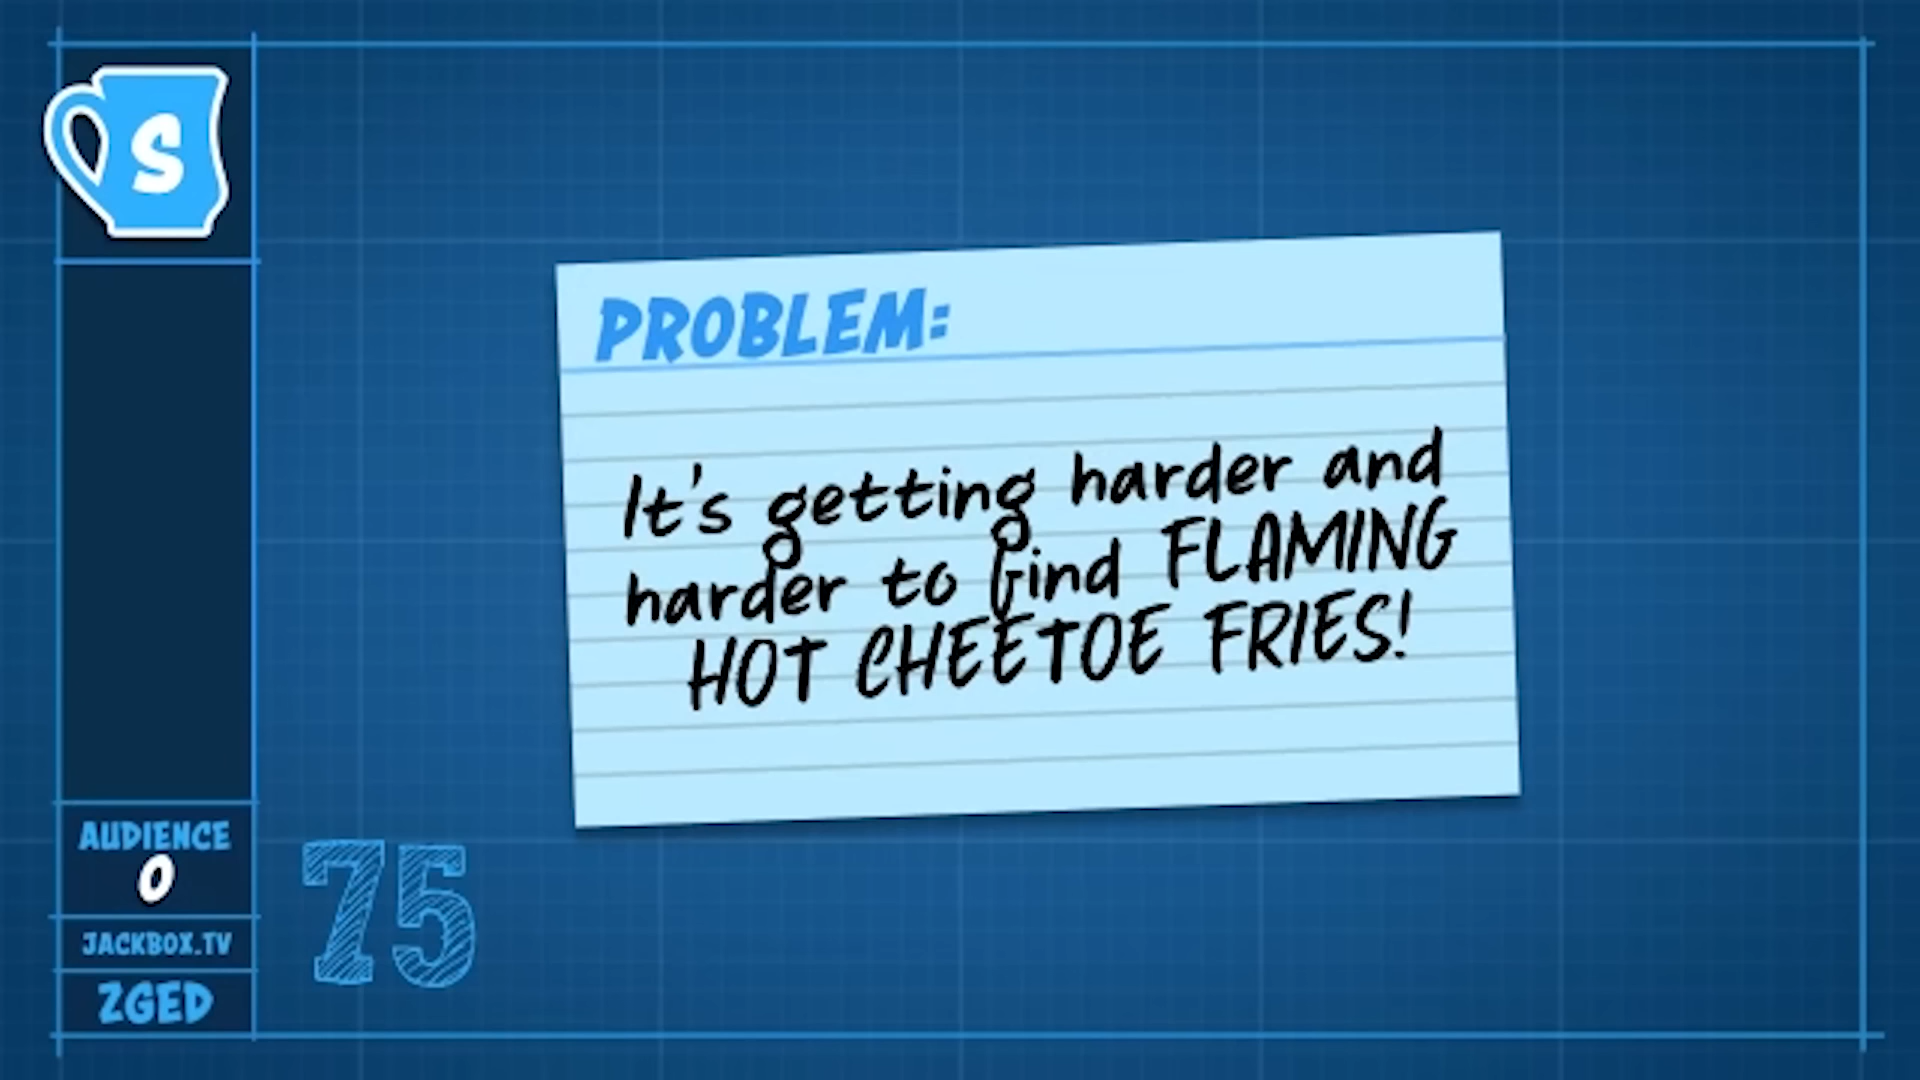 S
PROBLEM:
It's getting harder and
harder to find FLAMING
HOT CHEETOE FRIES!
AUDIENCE
0
75
JACKBOX.TV
ZGED